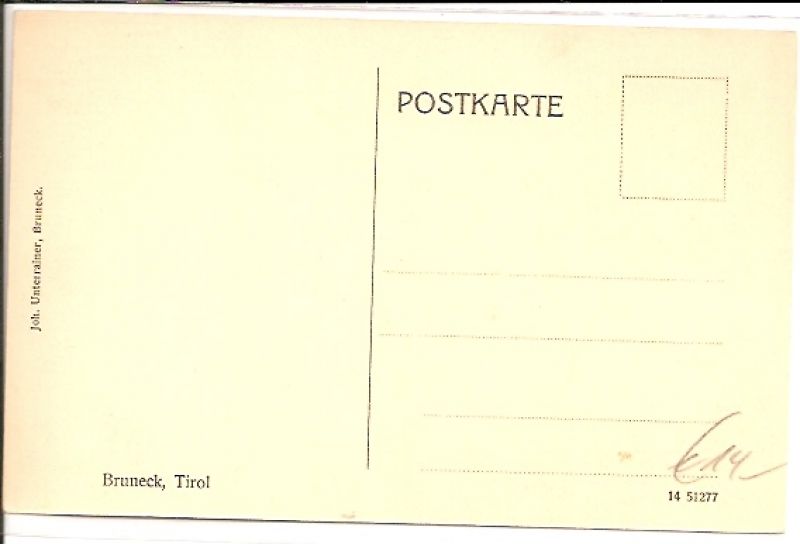 POSTKARTE
Joh. Unterrainer, Bruneck.
Bruneck, Tirol
14 51277